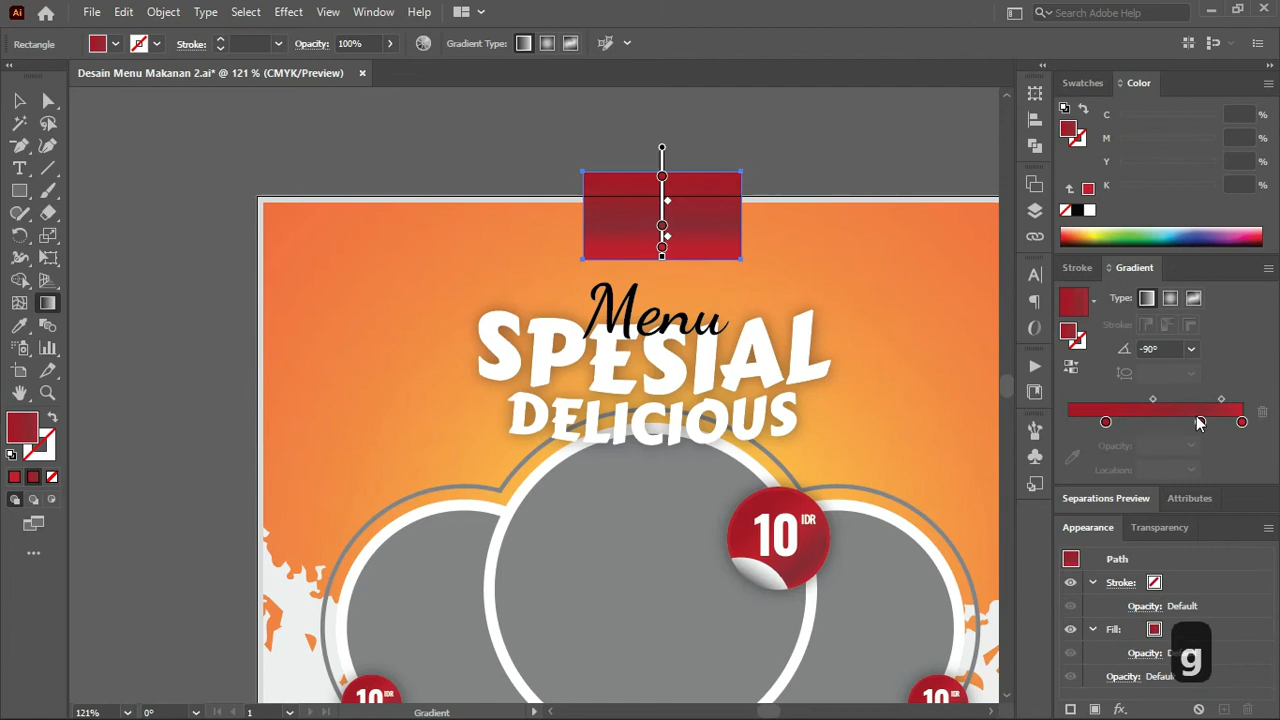 Ai File Edit Object Type Select Effect View Window Help Search Adobe Help
Rectangle Stroke: Opacity: 100% Gradient Type:
Desain Menu Makanan 2.ai* @ 121 % (CMYK/Preview)
Swatches Color
C %
M %
Y %
K %
Stroke Gradient
Type:
Stroke:
-90°
Opacity:
Location:
Separations Preview Attributes
Appearance Transparency
Path
Stroke:
Opacity: Default
Fill:
Opacity:
Opacity:
g
Menu
SPESIAL
DELICIOUS
10 IDR
10
10
121% 0° 1 Gradient